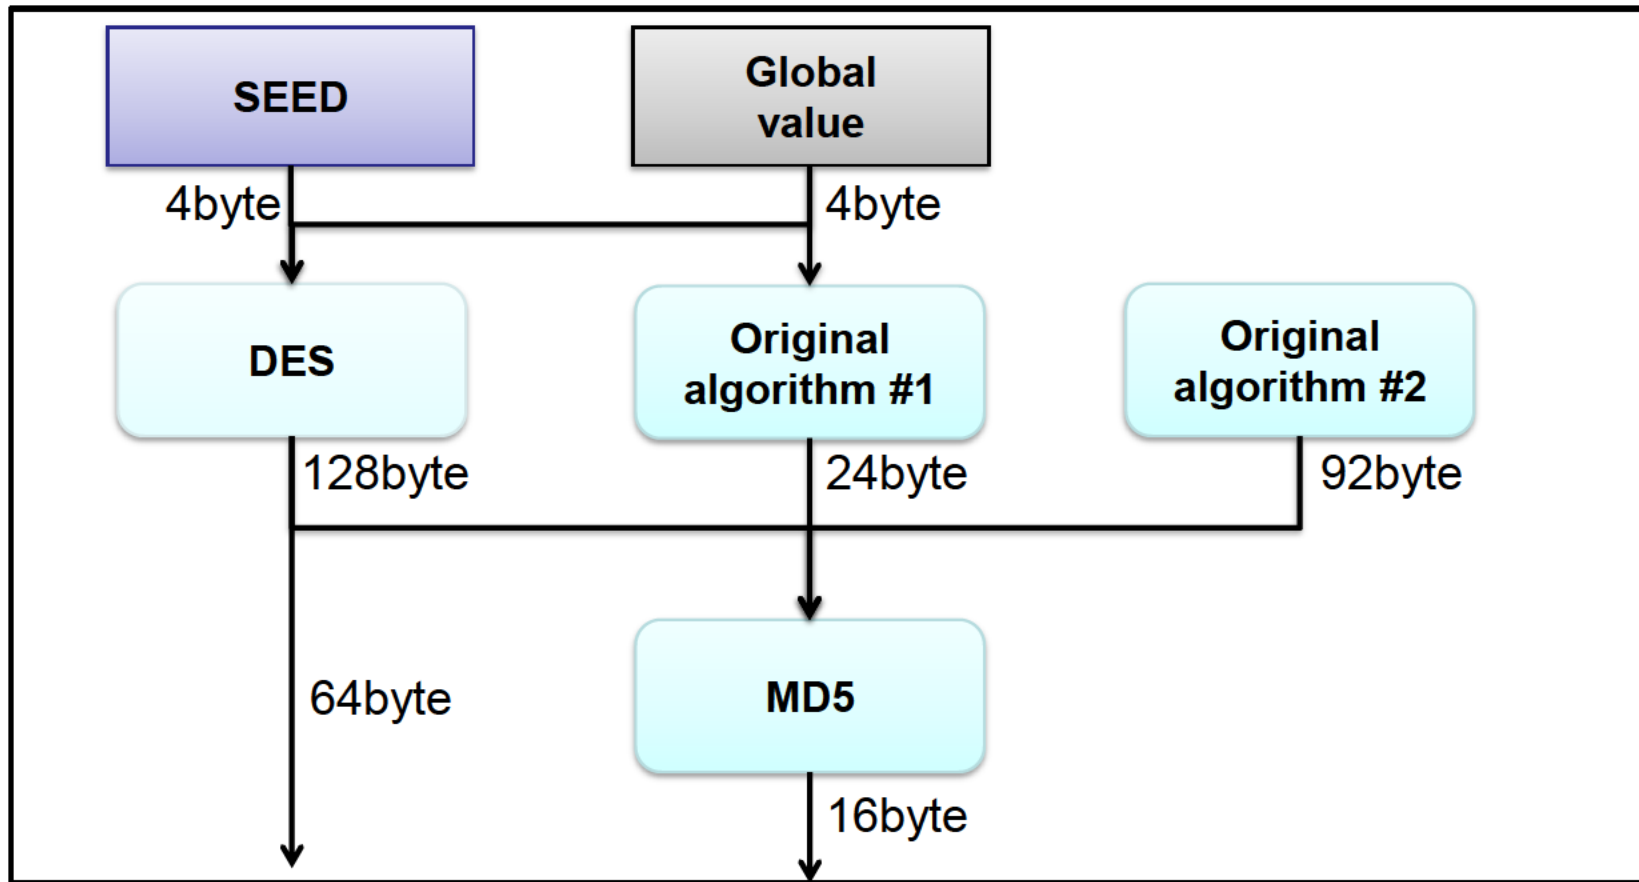 SEED
Global
value
4byte
4byte
DES
Original
algorithm #1
Original
algorithm #2
128byte
24byte
92byte
64byte
MD5
16byte